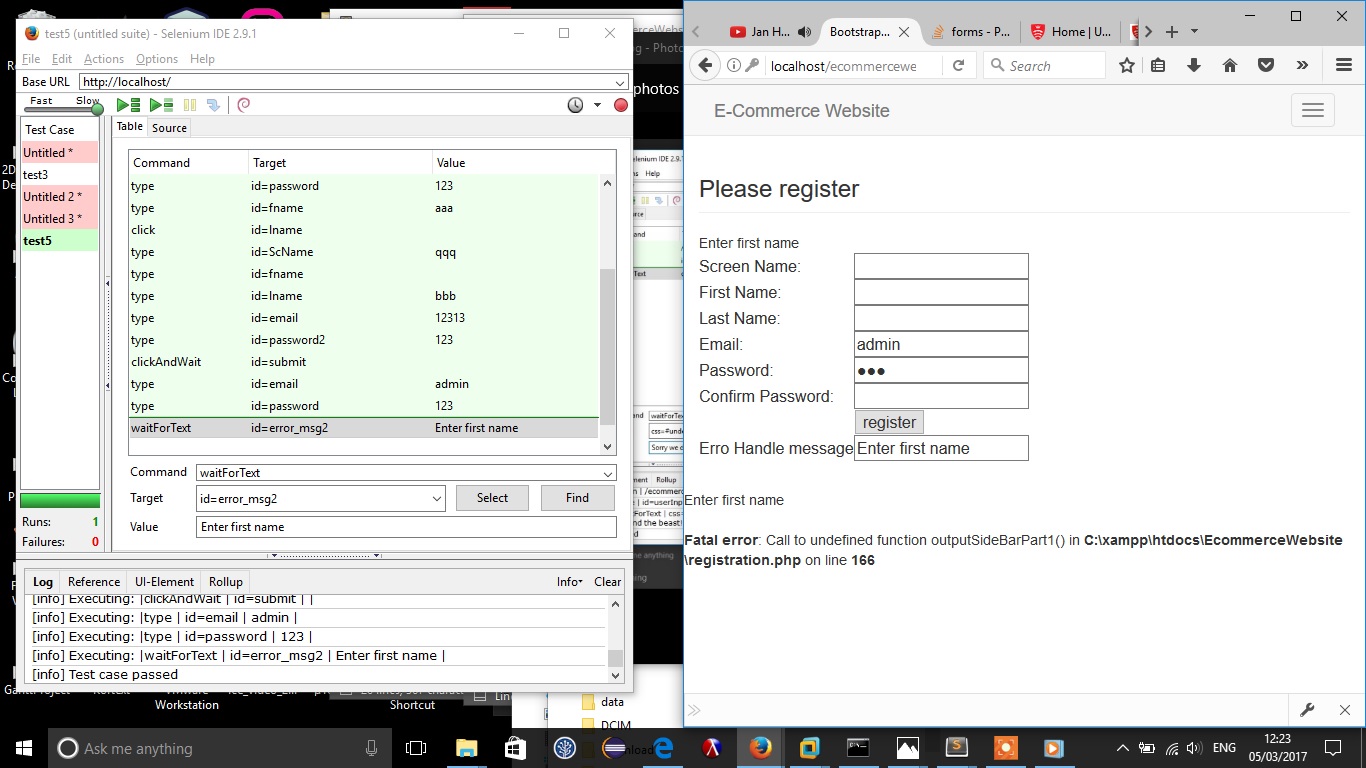 test5 (untitled suite) - Selenium IDE 2.9.1
File Edit Actions Options Help
Base URL http://localhost/
Fast Slow
Test Case
Untitled *
test3
Untitled 2 *
Untitled 3 *
test5
Runs: 1
Failures: 0
Table Source
Command Target Value
type id=password 123
type id=fname aaa
click id=lname
type id=ScName qqq
type id=fname
type id=lname bbb
type id=email 12313
type id=password2 123
clickAndWait id=submit
type id=email admin
type id=password 123
waitForText id=error_msg2 Enter first name
Command waitForText
Target id=error_msg2 Select Find
Value Enter first name
Log Reference UI-Element Rollup Info Clear
[info] Executing: |clickAndWait | id=submit | |
[info] Executing: |type | id=email | admin |
[info] Executing: |type | id=password | 123 |
[info] Executing: |waitForText | id=error_msg2 | Enter first name |
[info] Test case passed
Workstation
Shortcut
photos
data
DCIM
Jan H...
Bootstrap...
forms - P...
Home | U...
localhost/ecommercewe
Search
E-Commerce Website
Please register
Enter first name
Screen Name:
First Name:
Last Name:
Email: admin
Password: ●●●
Confirm Password:
register
Erro Handle message Enter first name
Enter first name
Fatal error: Call to undefined function outputSideBarPart1() in C:\xampp\htdocs\EcommerceWebsite
\registration.php on line 166
Ask me anything
ENG
12:23
05/03/2017